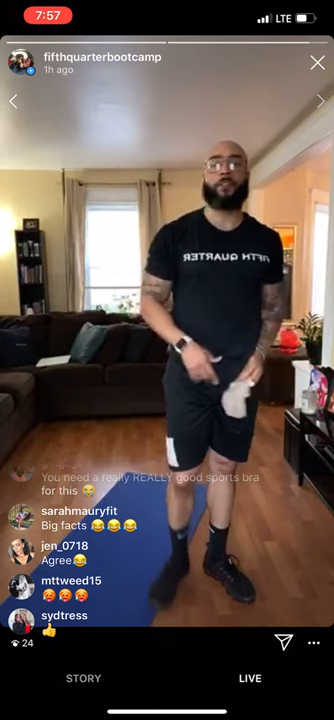 7:57
LTE
fifthquarterbootcamp
1h ago
FIFTH QUARTER
You need a really REALLY good sports bra
for this 😭
sarahmauryfit
Big facts 😂😂😂
jen_0718
Agree😂
mttweed15
🥵🥵🥵
sydtress
👍
24
STORY
LIVE